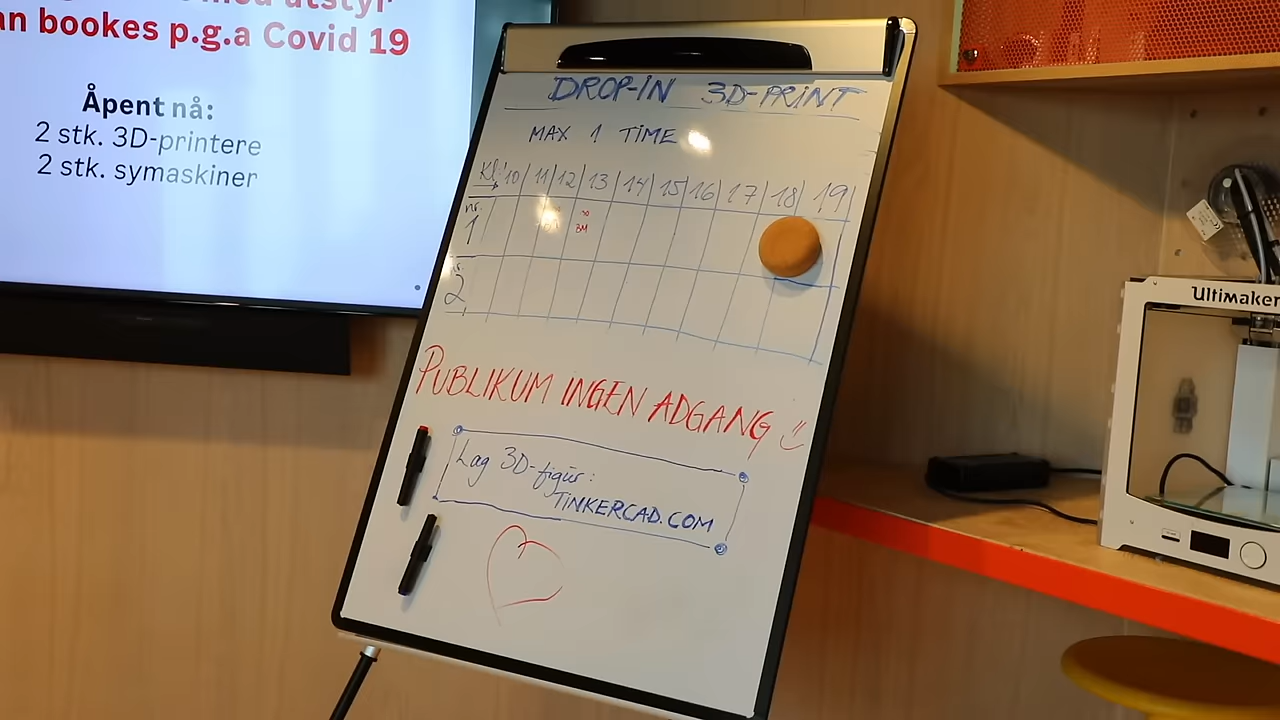 utstyr
bookes p.g.a Covid 19
Åpent nå:
2 stk. 3D-printere
2 stk. symaskiner
DROP-IN 3D-PRINT
MAX 1 TIME
Kl: 10 11 12 13 14 15 16 17 18 19
nr.
1
2
PUBLIKUM INGEN ADGANG
Lag 3D-figur:
TINKERCAD.COM
Ultimaker